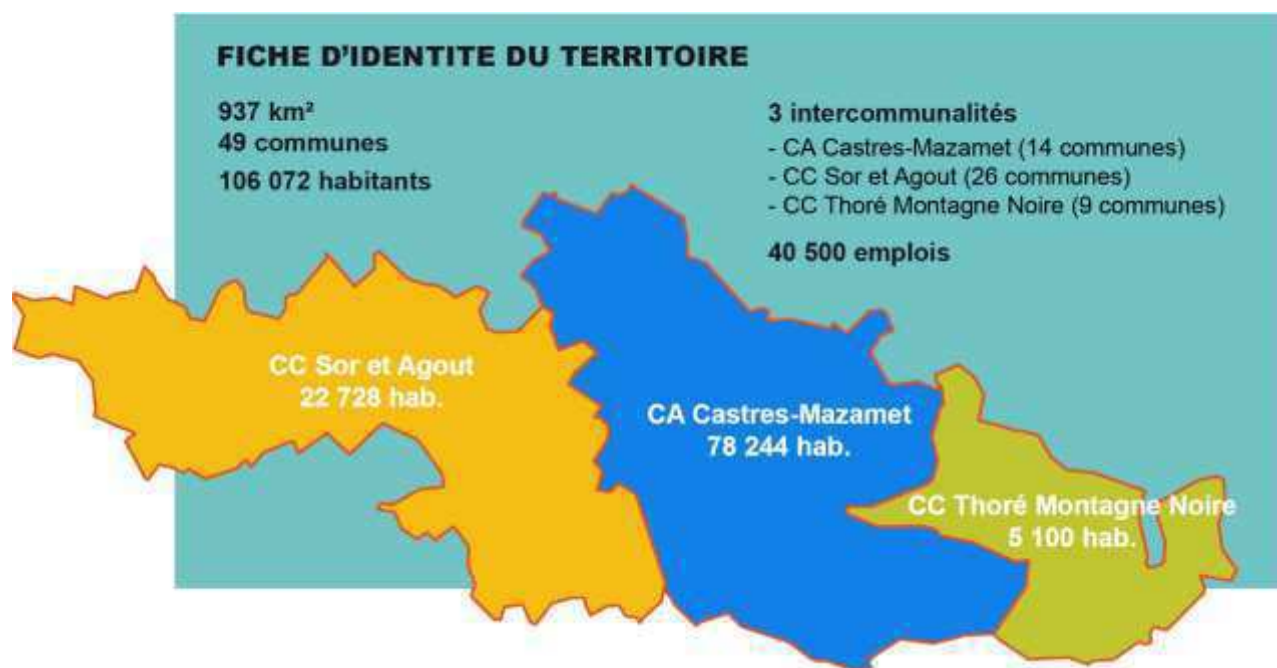 FICHE D'IDENTITE DU TERRITOIRE
937 km²
49 communes
106 072 habitants
3 intercommunalités
- CA Castres-Mazamet (14 communes)
- CC Sor et Agout (26 communes)
- CC Thoré Montagne Noire (9 communes)
40 500 emplois
CC Sor et Agout
22 728 hab.
CA Castres-Mazamet
78 244 hab.
CC Thoré Montagne Noire
5 100 hab.